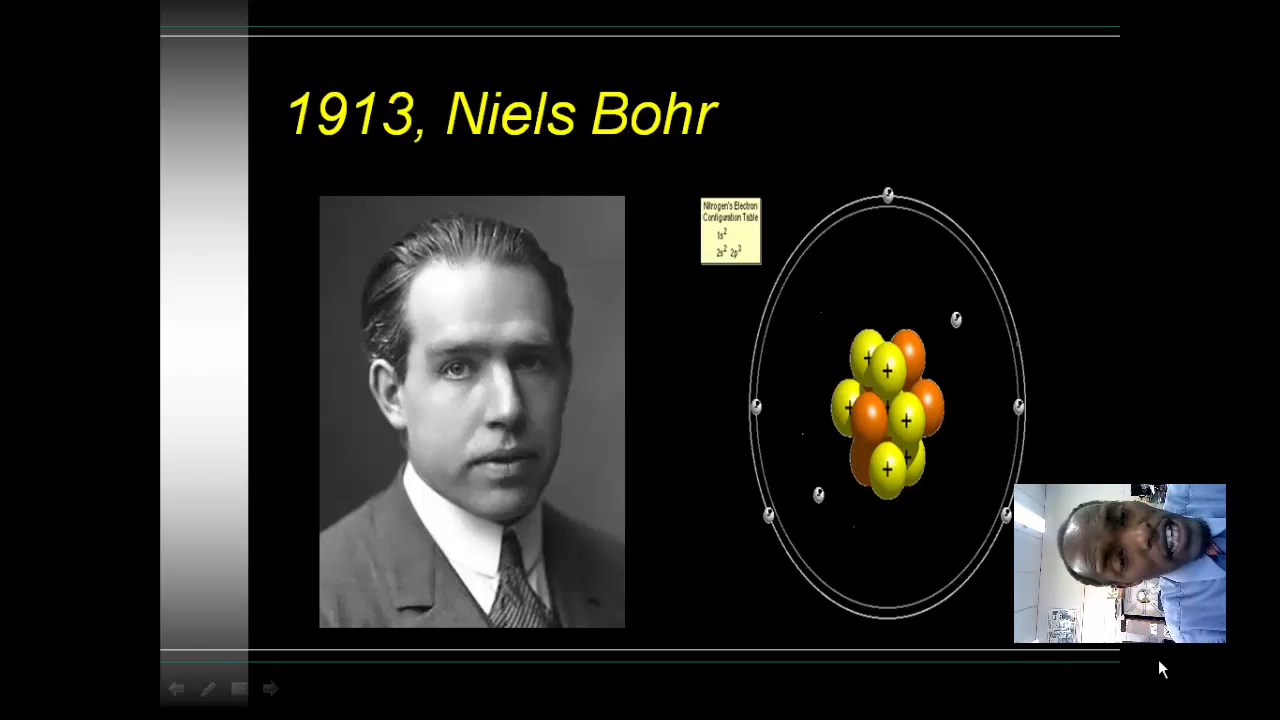 1913, Niels Bohr
Nitrogen's Electron
Configuration Table
1s²
2s² 2p³
+
+
+
+
+
+